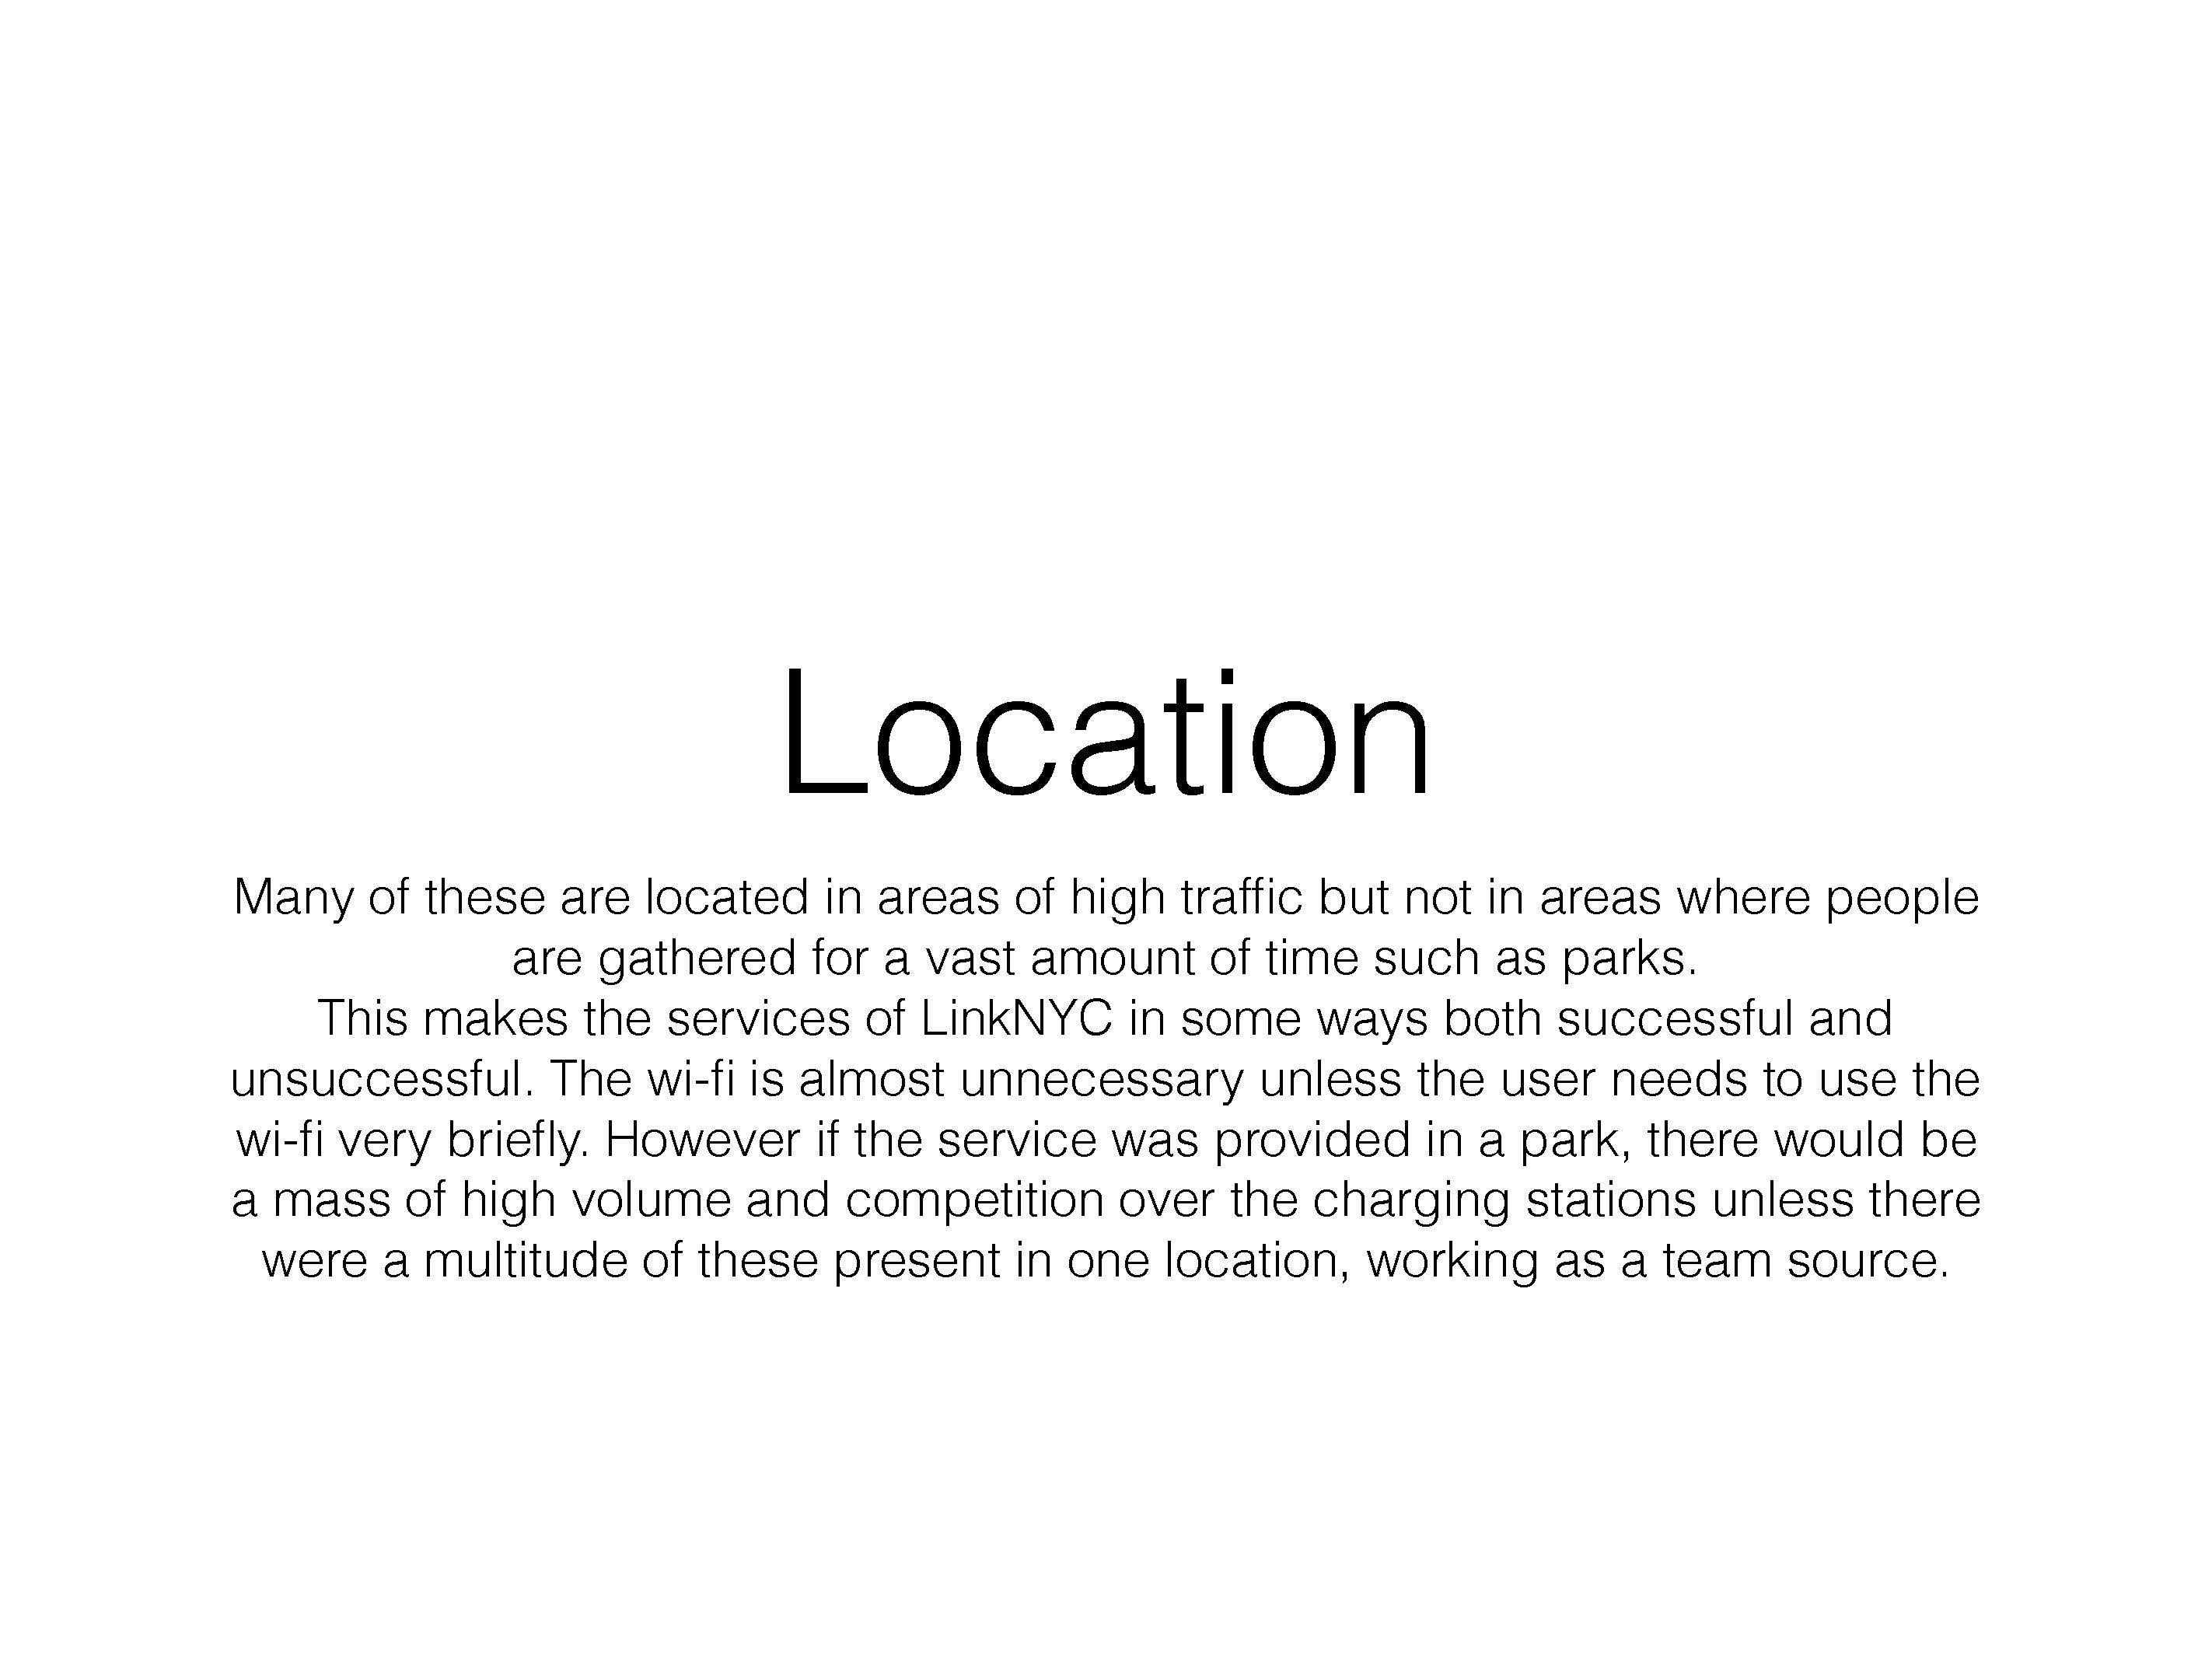 Location
Many of these are located in areas of high traffic but not in areas where people
are gathered for a vast amount of time such as parks.
This makes the services of LinkNYC in some ways both successful and
unsuccessful. The wi-fi is almost unnecessary unless the user needs to use the
wi-fi very briefly. However if the service was provided in a park, there would be
a mass of high volume and competition over the charging stations unless there
were a multitude of these present in one location, working as a team source.